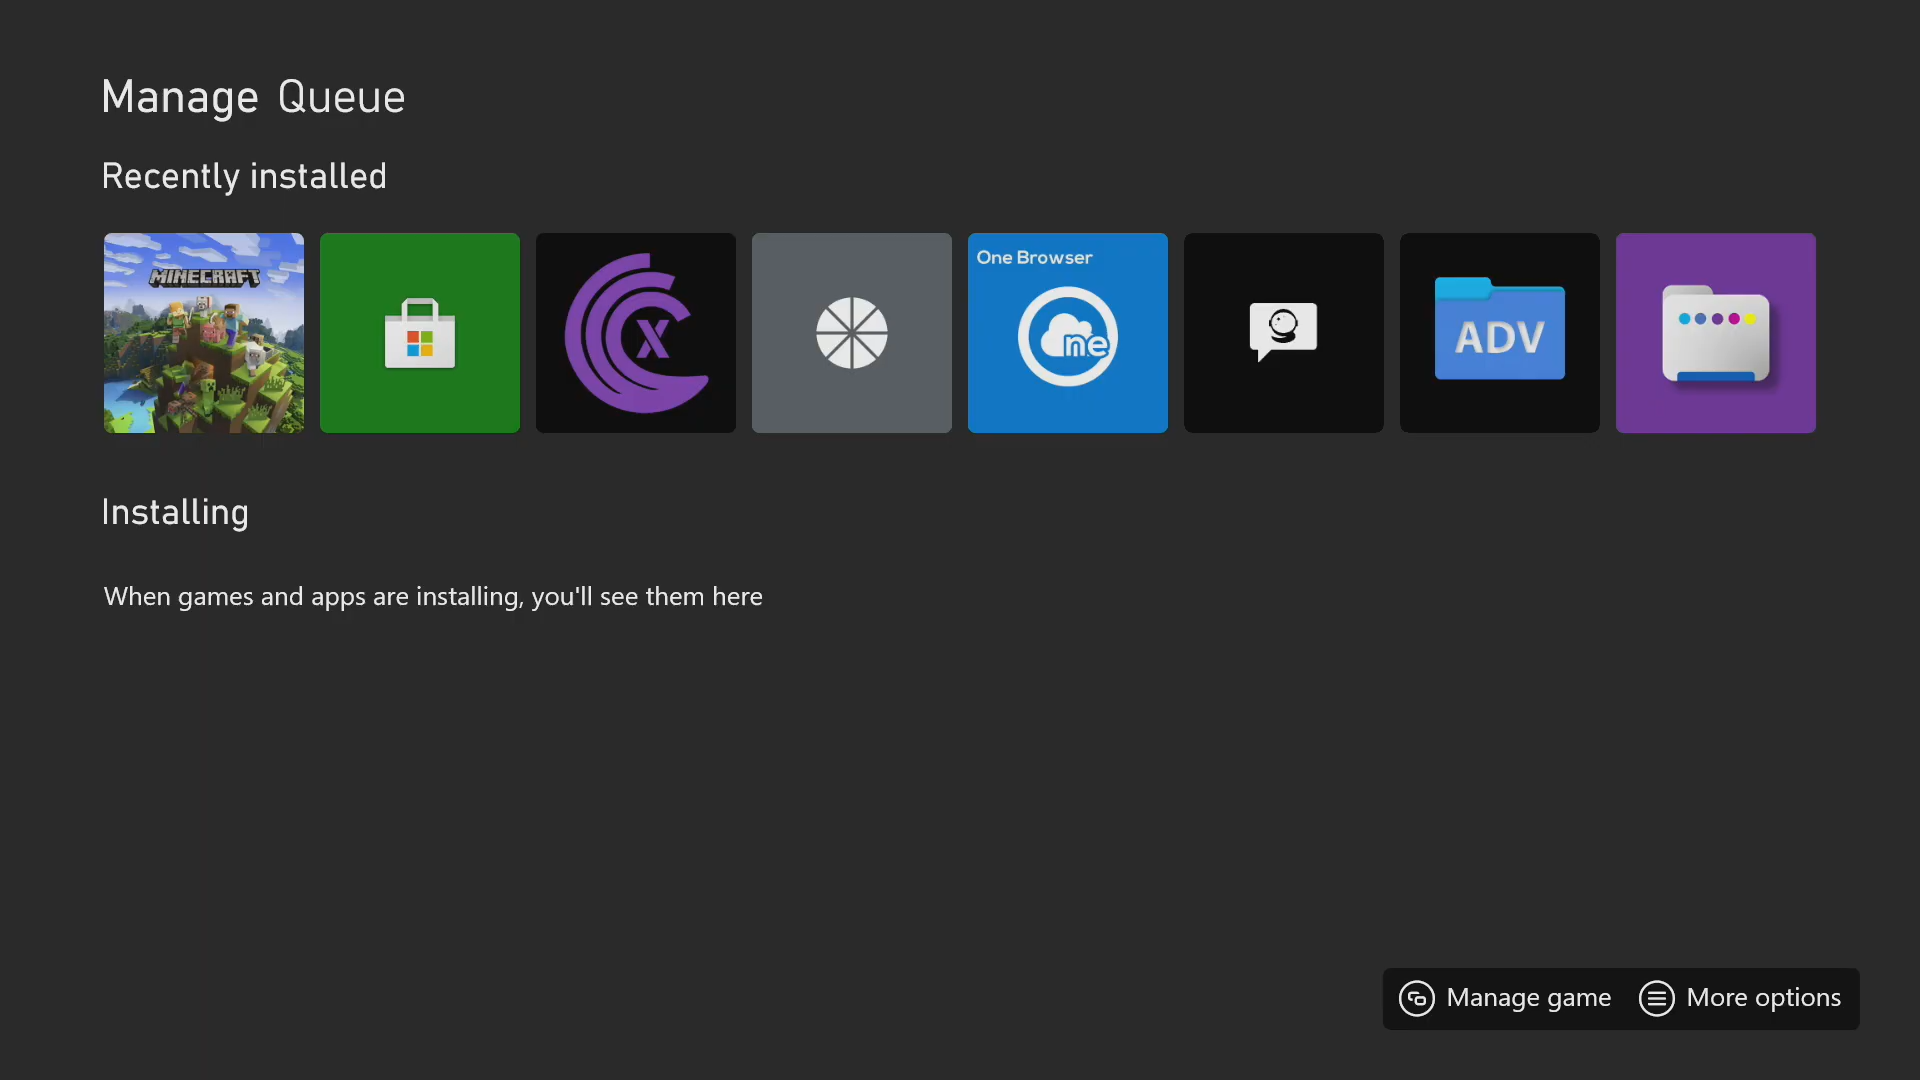 Manage Queue
Recently installed
MINECRAFT
X
One Browser
One
ADV
Installing
When games and apps are installing, you'll see them here
Manage game
More options